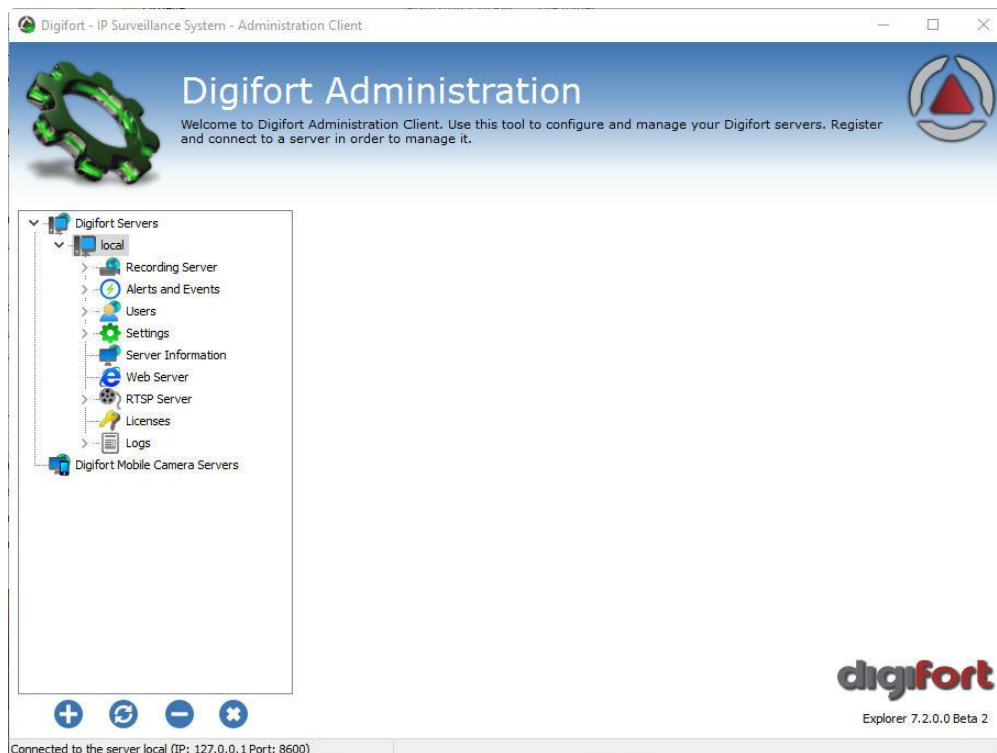 Digifort - IP Surveillance System - Administration Client
Digifort Administration
Welcome to Digifort Administration Client. Use this tool to configure and manage your Digifort servers. Register
and connect to a server in order to manage it.
Digifort Servers
local
Recording Server
Alerts and Events
Users
Settings
Server Information
Web Server
RTSP Server
Licenses
Logs
Digifort Mobile Camera Servers
digifort
Explorer 7.2.0.0 Beta 2
Connected to the server local (IP: 127.0.0.1 Port: 8600)